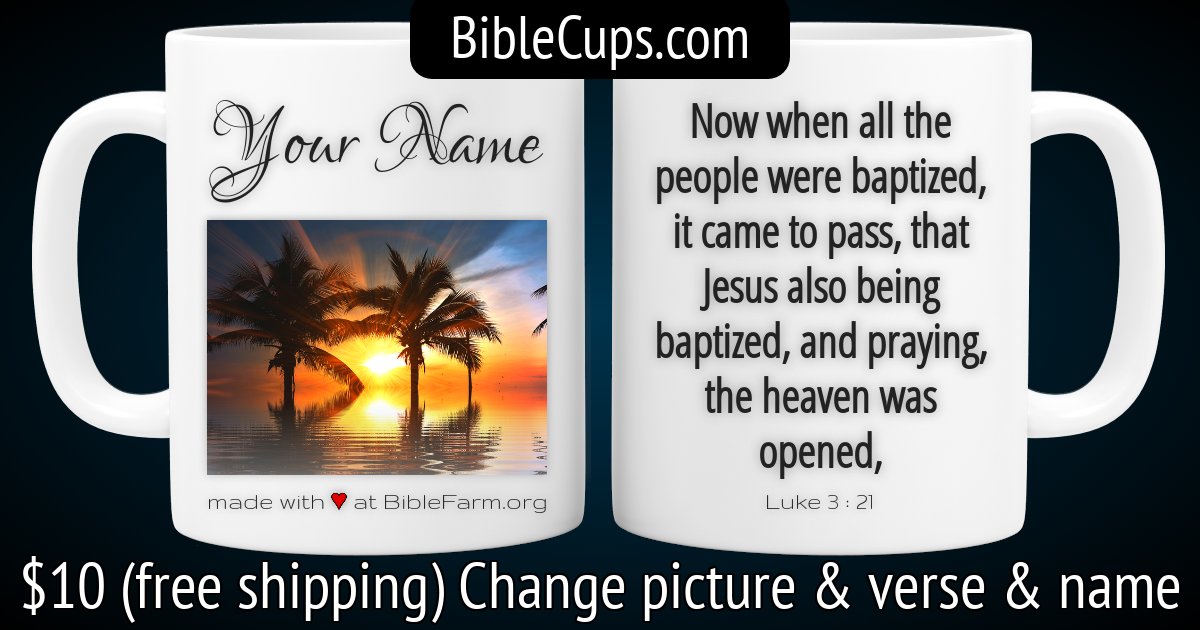 BibleCups.com
Your Name
made with ♥ at BibleFarm.org
Now when all the
people were baptized,
it came to pass, that
Jesus also being
baptized, and praying,
the heaven was
opened,
Luke 3 : 21
$10 (free shipping) Change picture & verse & name